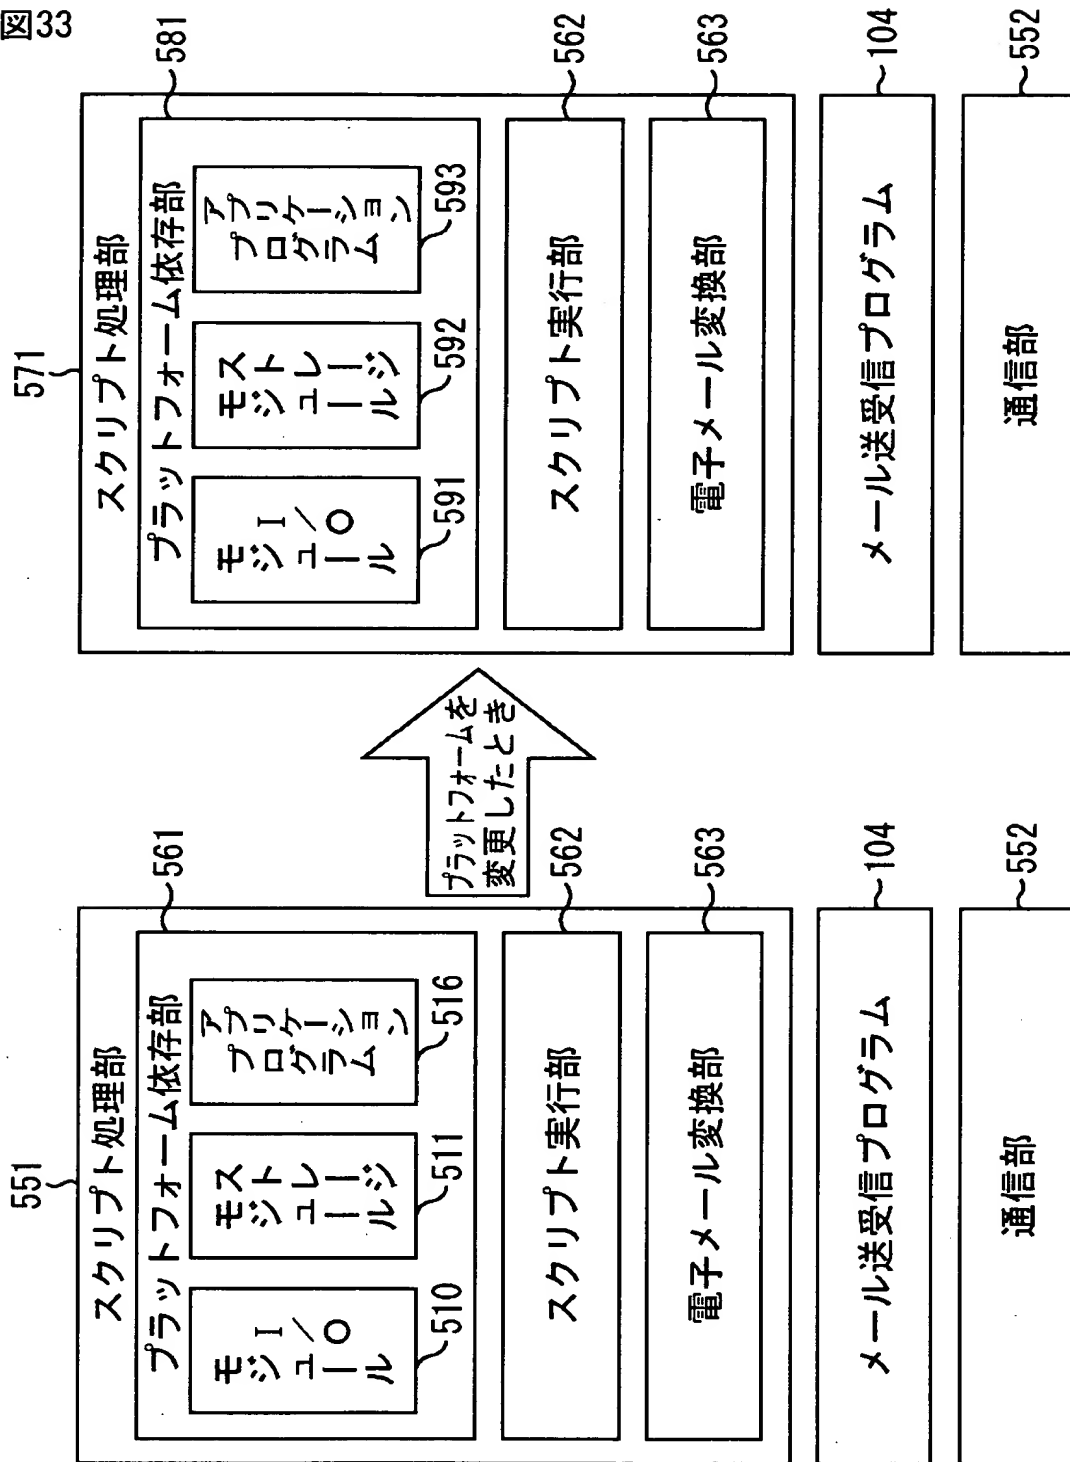 図33
551
スクリプト処理部
561
プラットフォーム依存部
I/O
モジュール
510
ストレージ
モジュール
511
アプリケーション
プログラム
516
スクリプト実行部
562
電子メール変換部
563
メール送受信プログラム
104
通信部
552
プラットフォームを
変更したとき
571
スクリプト処理部
581
プラットフォーム依存部
I/O
モジュール
591
ストレージ
モジュール
592
アプリケーション
プログラム
593
スクリプト実行部
562
電子メール変換部
563
メール送受信プログラム
104
通信部
552